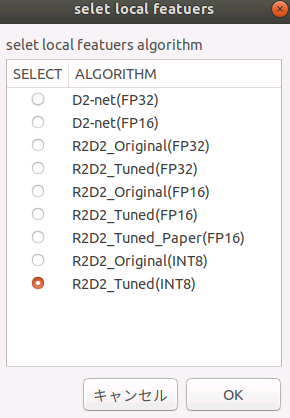 selet local featuers
selet local featuers algorithm
SELECT ALGORITHM
D2-net(FP32)
D2-net(FP16)
R2D2_Original(FP32)
R2D2_Tuned(FP32)
R2D2_Original(FP16)
R2D2_Tuned(FP16)
R2D2_Tuned_Paper(FP16)
R2D2_Original(INT8)
R2D2_Tuned(INT8)
キャンセル OK